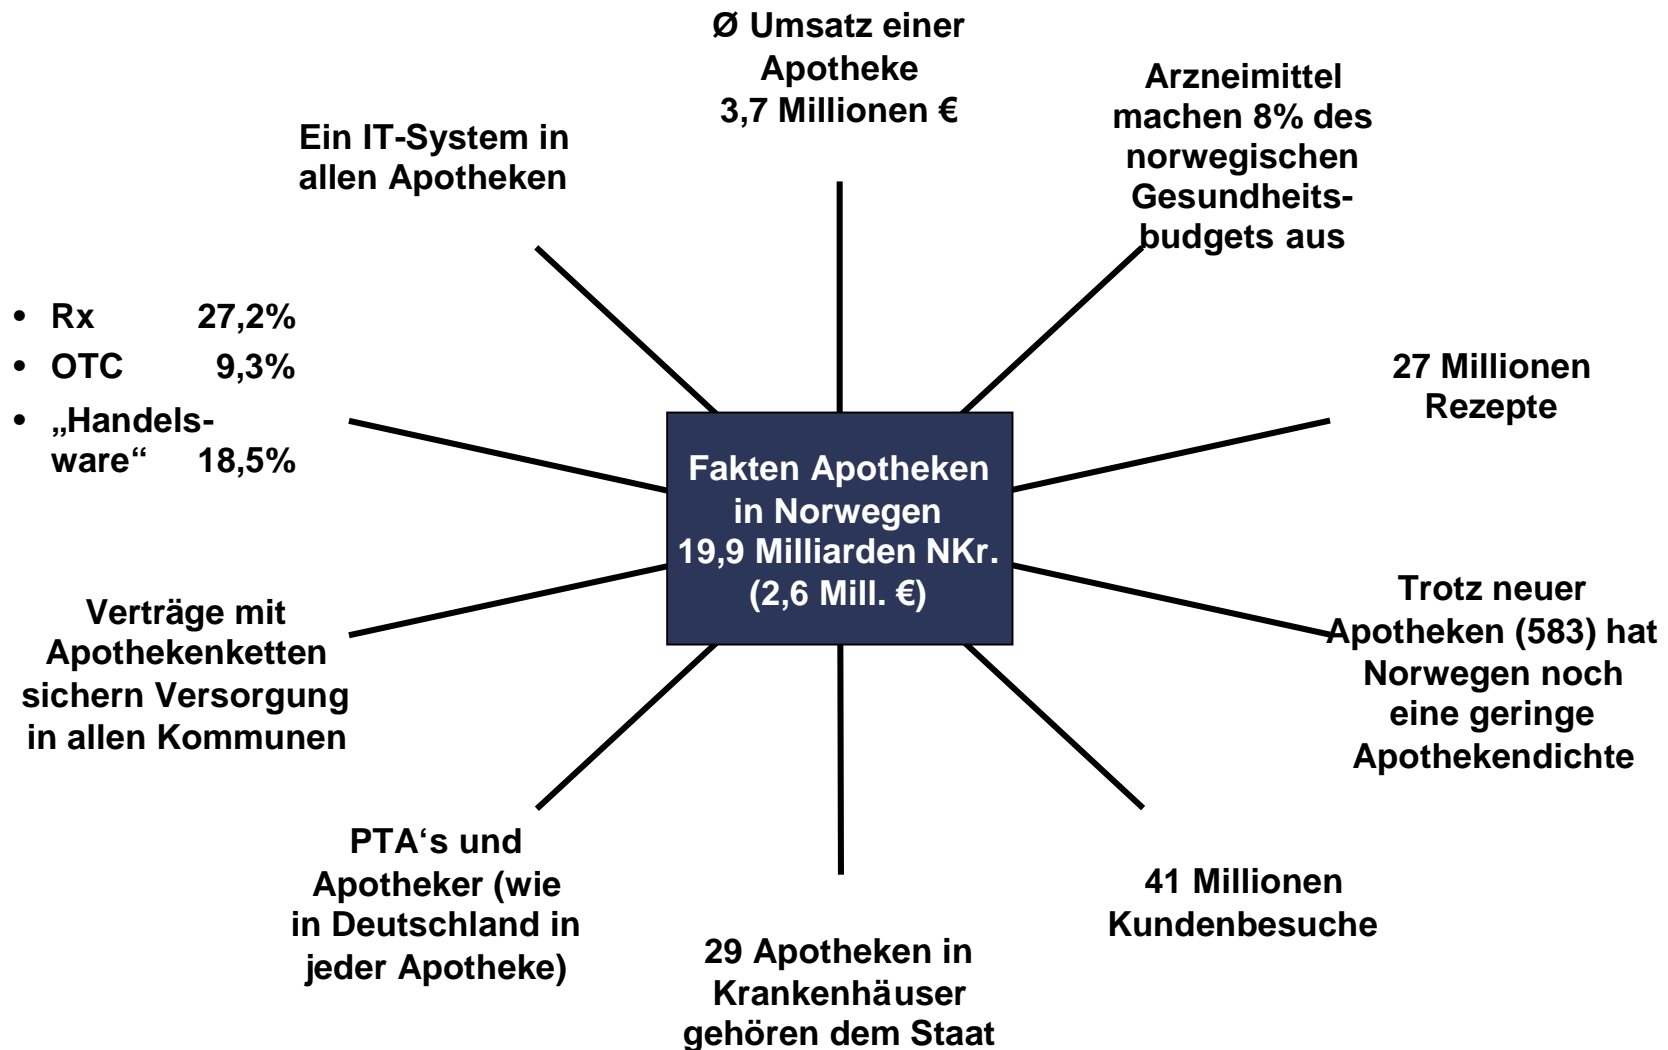 Ø Umsatz einer
Apotheke
3,7 Millionen €
Arzneimittel
machen 8% des
norwegischen
Gesundheits-
budgets aus
Ein IT-System in
allen Apotheken
• Rx 27,2%
• OTC 9,3%
• „Handels-
ware“ 18,5%
27 Millionen
Rezepte
Fakten Apotheken
in Norwegen
19,9 Milliarden NKr.
(2,6 Mill. €)
Verträge mit
Apothekenketten
sichern Versorgung
in allen Kommunen
Trotz neuer
Apotheken (583) hat
Norwegen noch
eine geringe
Apothekendichte
PTA‘s und
Apotheker (wie
in Deutschland in
jeder Apotheke)
29 Apotheken in
Krankenhäuser
gehören dem Staat
41 Millionen
Kundenbesuche